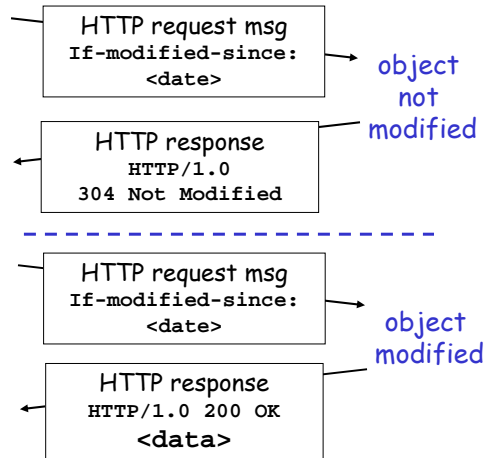 HTTP request msg
If-modified-since:
<date>
object
not
modified
HTTP response
HTTP/1.0
304 Not Modified
HTTP request msg
If-modified-since:
<date>
object
modified
HTTP response
HTTP/1.0 200 OK
<data>